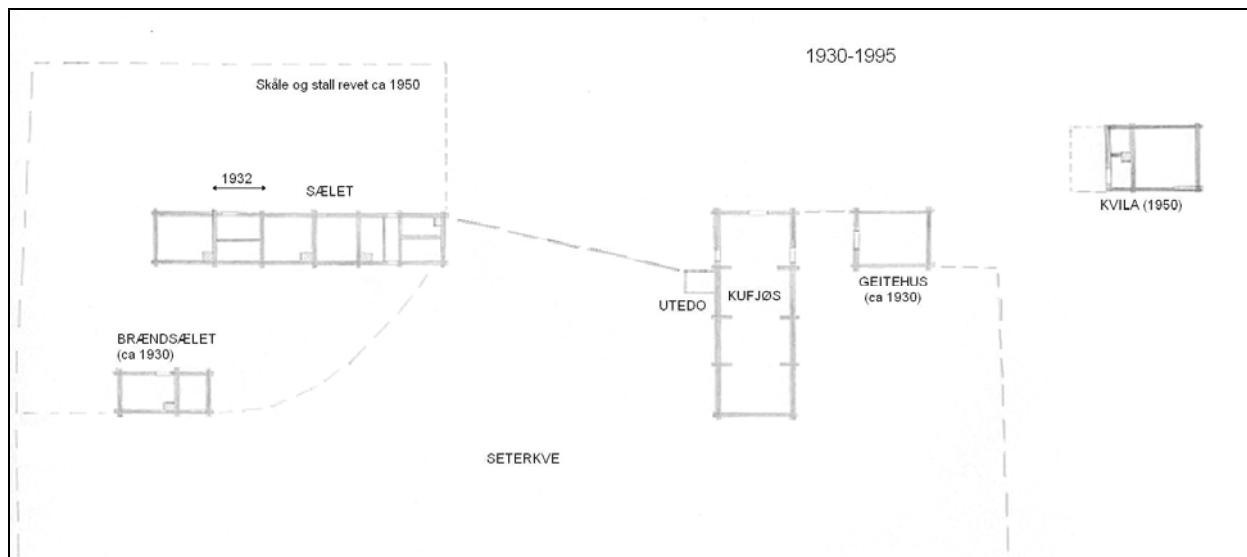 1930-1995
Skåle og stall revet ca 1950
1932
SÆLET
KVILA (1950)
GEITEHUS
(ca 1930)
KUFJØS
UTEDO
BRÆNDSÆLET
(ca 1930)
SETERKVE